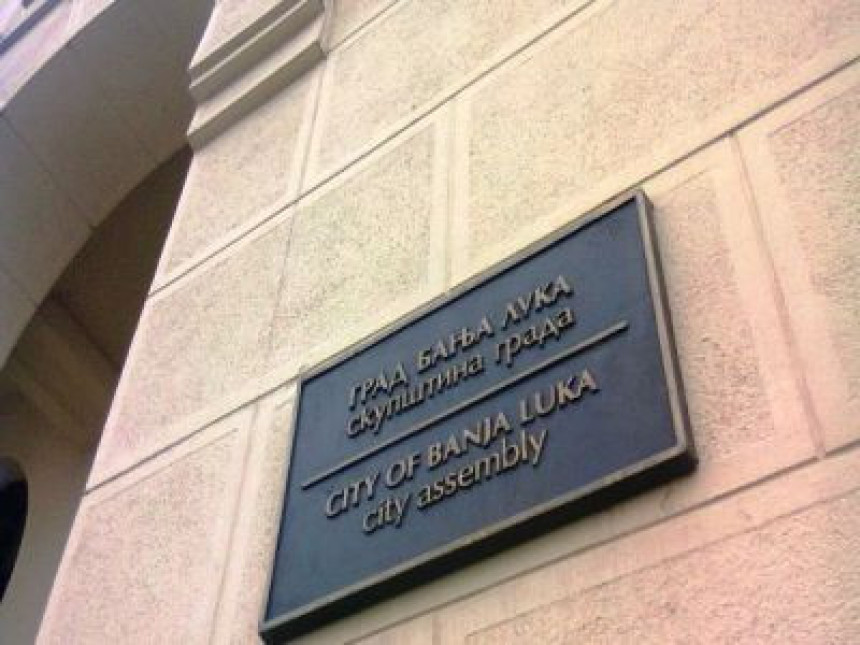 ГРАД БАЊА ЛУКА
скупштина града
CITY OF BANJA LUKA
city assembly